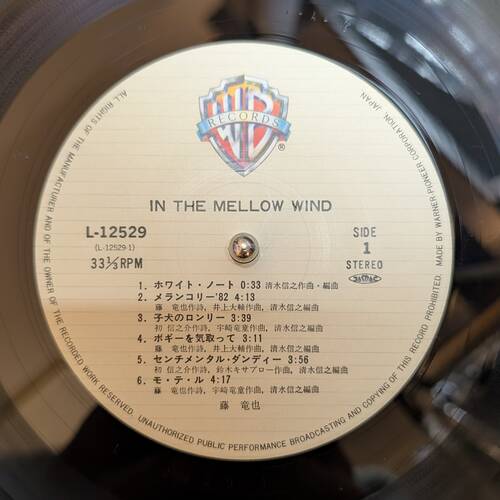 WB
RECORDS
®
IN THE MELLOW WIND
L-12529
(L-12529-1)
33⅓RPM
SIDE
1
STEREO
1. ホワイト・ノート 0:33 清水信之作曲・編曲
2. メランコリー'82 4:13
藤 竜也作詩, 井上大輔作曲, 清水信之編曲
3. 子犬のロンリー 3:39
初 信之介作詩, 宇崎竜童作曲, 清水信之編曲
4. ボギーを気取って 3:11
藤 竜也作詩, 井上大輔作曲, 清水信之編曲
5. センチメンタル・ダンディー 3:56
初 信之介作詩, 鈴木キサブロー作曲, 清水信之編曲
6. モ・テ・ル 4:17
藤 竜也作詩, 宇崎竜童作曲, 清水信之編曲
藤 竜也
ALL RIGHTS OF THE MANUFACTURER AND OF THE OWNER OF THE RECORDED WORK RESERVED. UNAUTHORIZED PUBLIC PERFORMANCE BROADCASTING AND COPYING OF THIS RECORD PROHIBITED. MADE BY WARNER-PIONEER CORPORATION, JAPAN